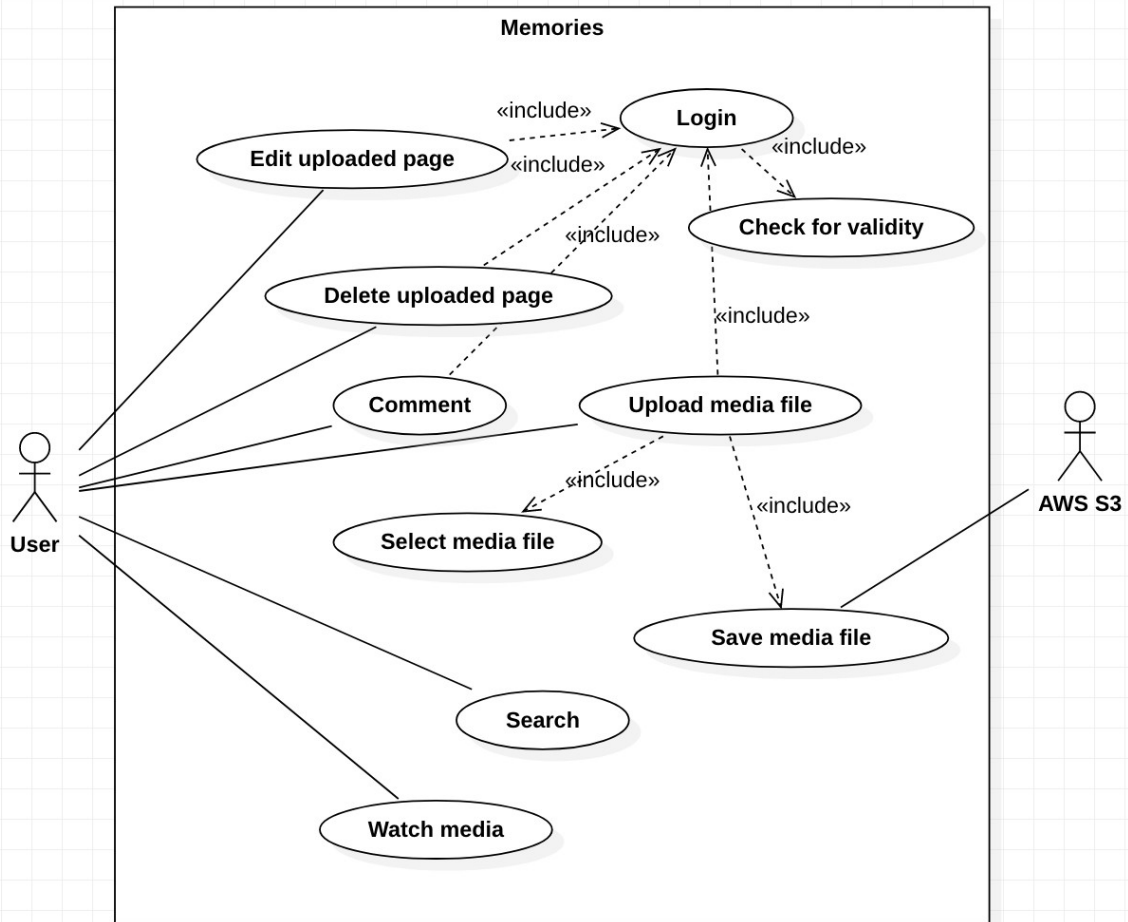 Memories
«include»
Login
«include»
Edit uploaded page
«include»
Check for validity
«include»
Delete uploaded page
«include»
Comment
Upload media file
«include»
«include»
AWS S3
User
Select media file
Save media file
Search
Watch media